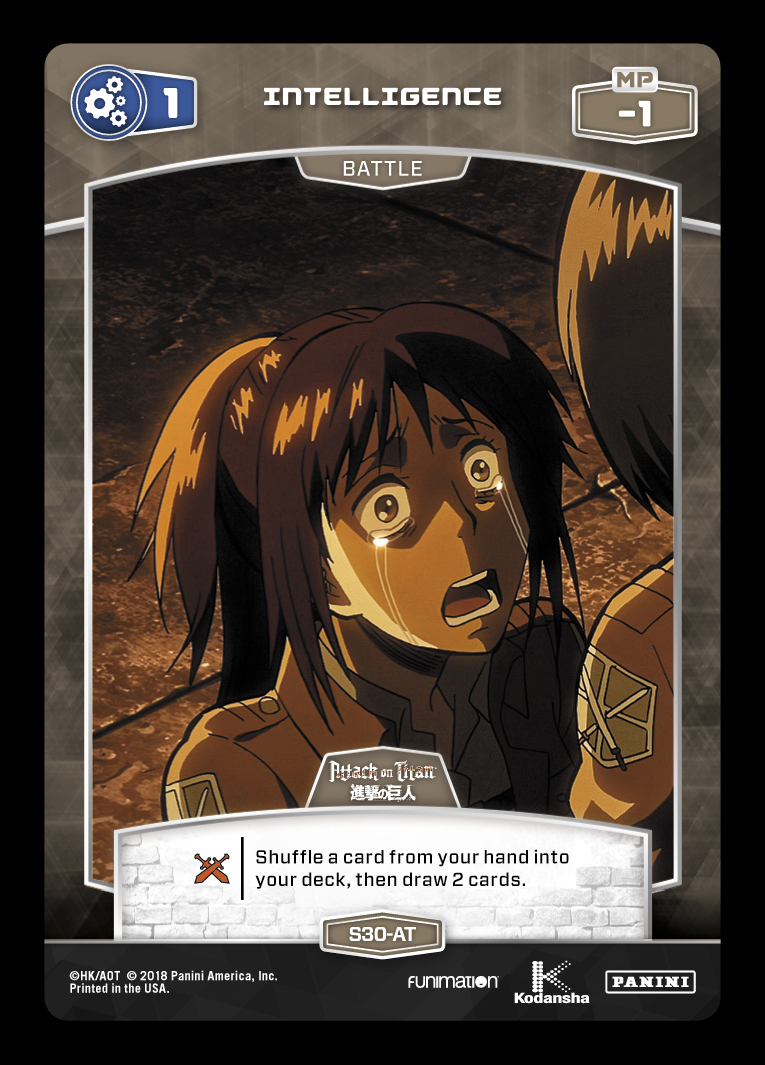 1
INTELLIGENCE
MP
-1
BATTLE
Attack on Titan
進撃の巨人
Shuffle a card from your hand into
your deck, then draw 2 cards.
S30-AT
©HK/AOT © 2018 Panini America, Inc.
Printed in the USA.
FUNIMATION
Kodansha
PANINI